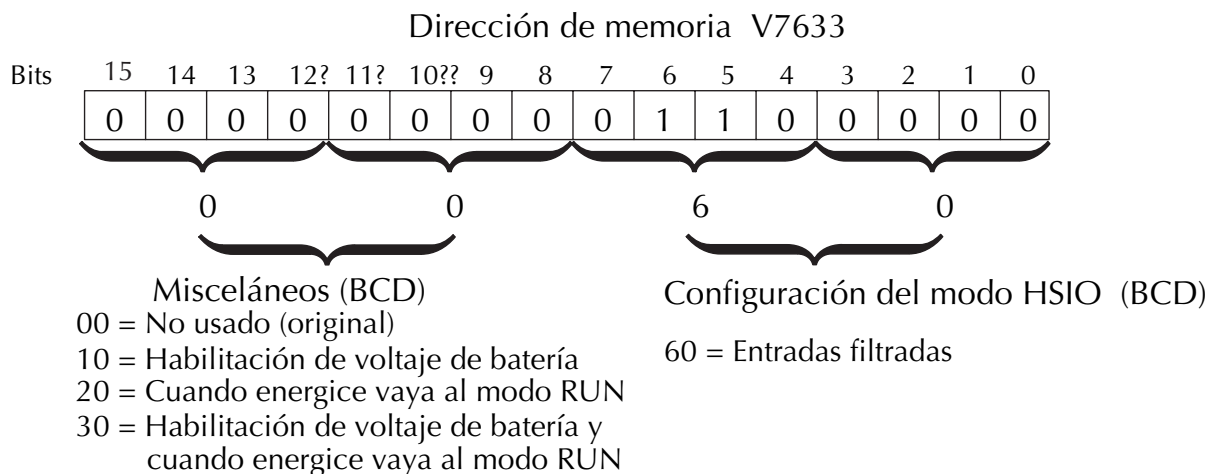 Dirección de memoria V7633
Bits 15 14 13 12? 11? 10?? 9 8 7 6 5 4 3 2 1 0
0 0 0 0 0 0 0 0 0 1 1 0 0 0 0 0
0 0 6 0
Misceláneos (BCD)
00 = No usado (original)
10 = Habilitación de voltaje de batería
20 = Cuando energice vaya al modo RUN
30 = Habilitación de voltaje de batería y
cuando energice vaya al modo RUN
Configuración del modo HSIO (BCD)
60 = Entradas filtradas